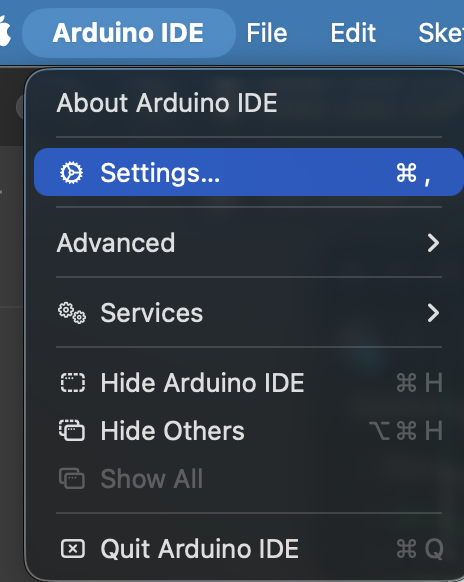 Arduino IDE File Edit Ske
About Arduino IDE
Settings... ⌘ ,
Advanced
Services
Hide Arduino IDE ⌘ H
Hide Others ⌥ ⌘ H
Show All
Quit Arduino IDE ⌘ Q